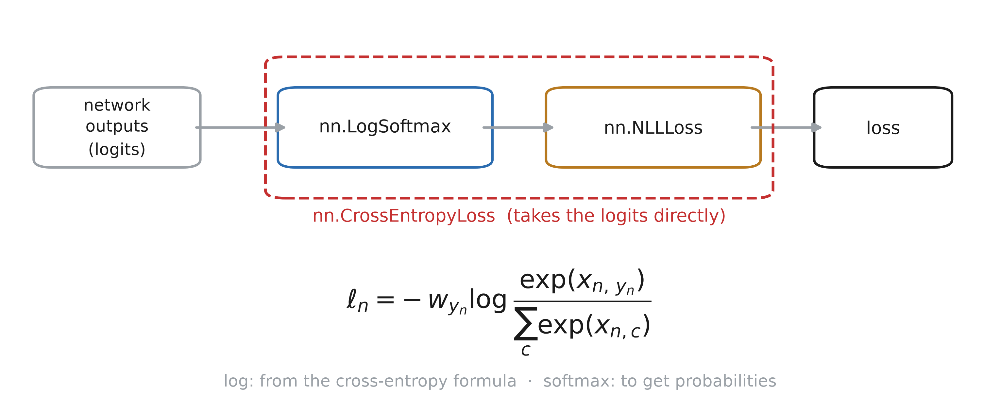 network
outputs
(logits)
nn.LogSoftmax
nn.NLLLoss
loss
nn.CrossEntropyLoss (takes the logits directly)
ℓ_n = − w_{y_n} log exp(x_{n, y_n}) / ∑_c exp(x_{n,c})
log: from the cross-entropy formula · softmax: to get probabilities